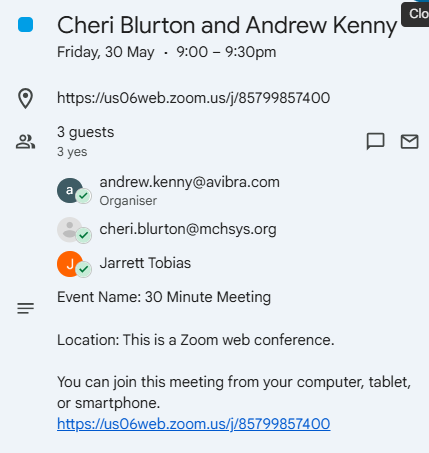 Clo
Cheri Blurton and Andrew Kenny
Friday, 30 May · 9:00 – 9:30pm
https://us06web.zoom.us/j/85799857400
3 guests
3 yes
a
andrew.kenny@avibra.com
Organiser
cheri.blurton@mchsys.org
J
Jarrett Tobias
Event Name: 30 Minute Meeting
Location: This is a Zoom web conference.
You can join this meeting from your computer, tablet,
or smartphone.
https://us06web.zoom.us/j/85799857400